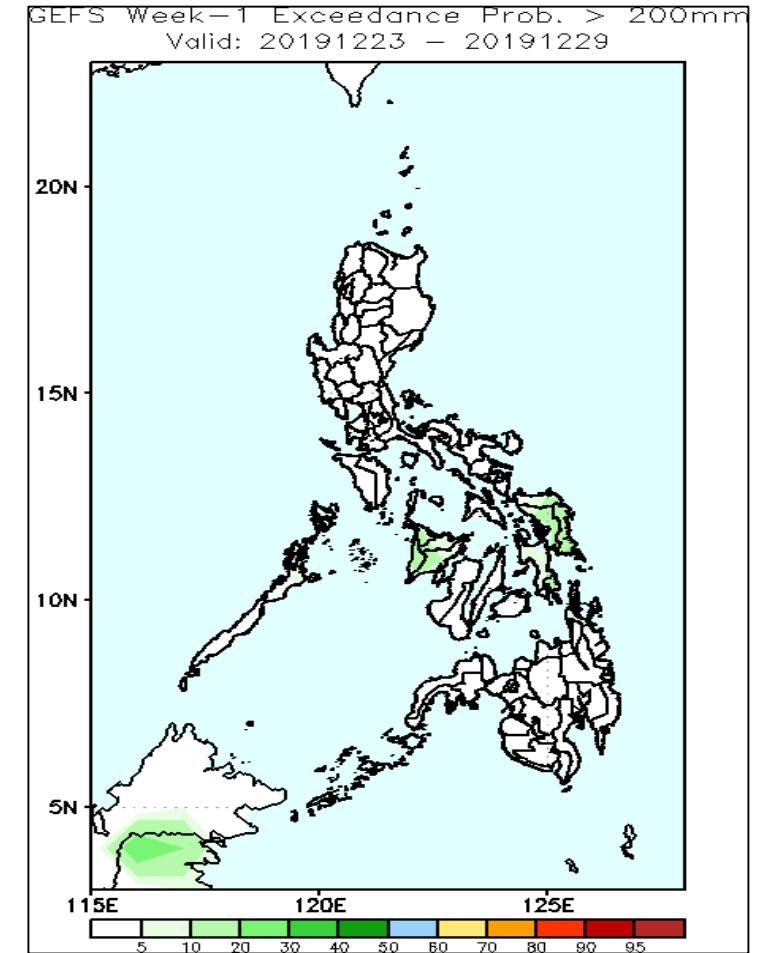 GEFS Week-1 Exceedance Prob. > 200mm
Valid: 20191223 - 20191229
20N
15N
10N
5N
115E 120E 125E
5 10 20 30 40 50 60 70 80 90 95